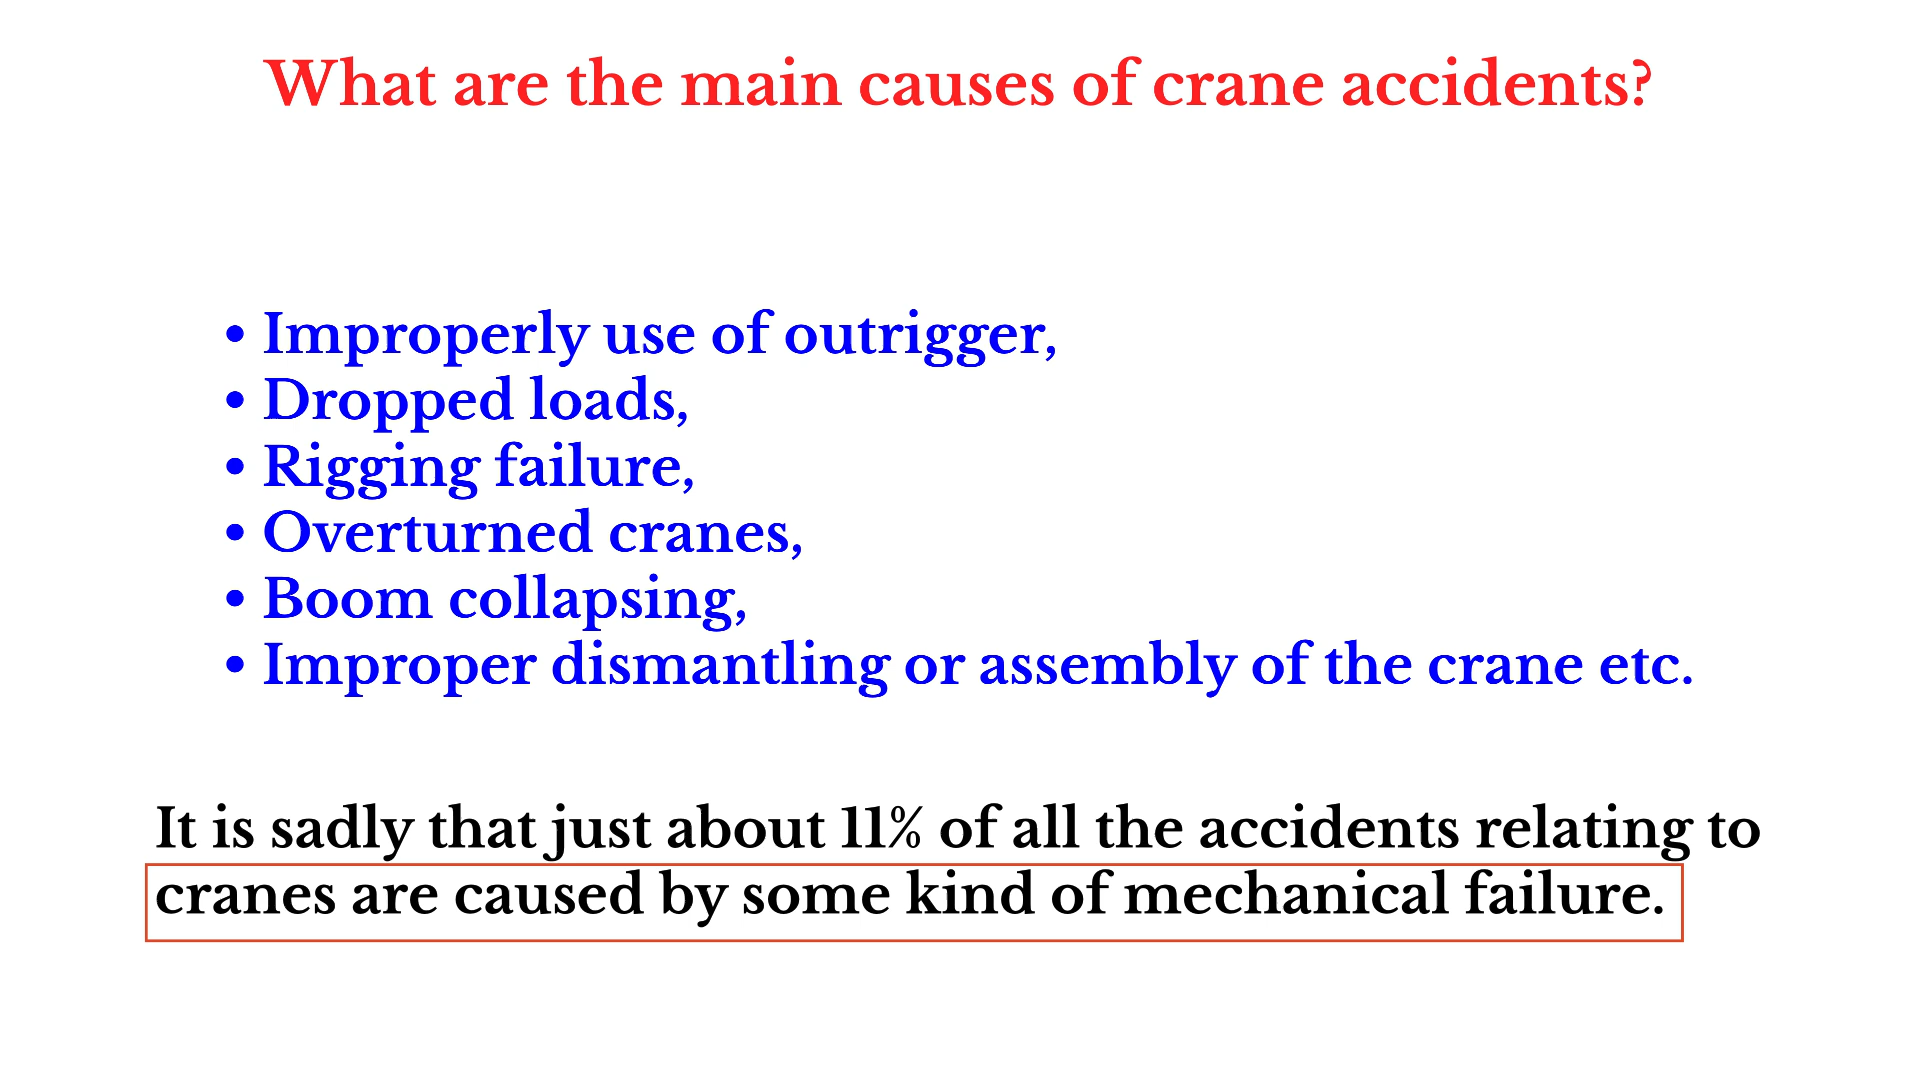 What are the main causes of crane accidents?
• Improperly use of outrigger,
• Dropped loads,
• Rigging failure,
• Overturned cranes,
• Boom collapsing,
• Improper dismantling or assembly of the crane etc.
It is sadly that just about 11% of all the accidents relating to
cranes are caused by some kind of mechanical failure.